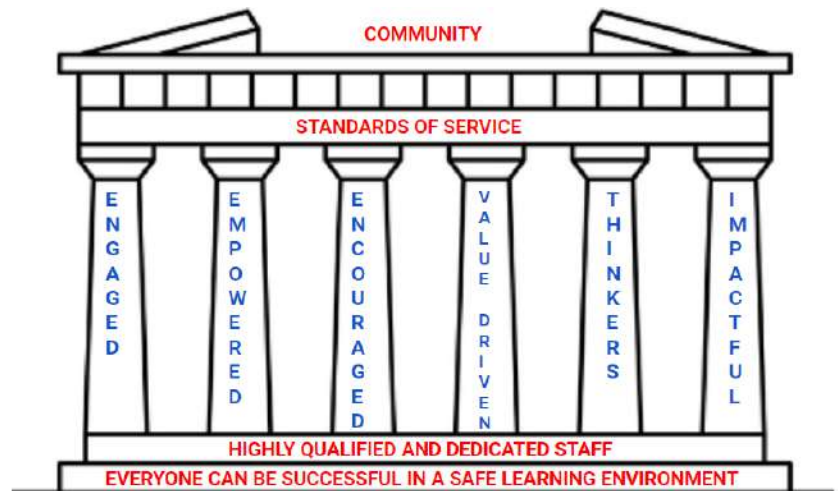 COMMUNITY
STANDARDS OF SERVICE
ENGAGED
EMPOWERED
ENCOURAGED
VALUE DRIVEN
THINKERS
IMPACTFUL
HIGHLY QUALIFIED AND DEDICATED STAFF
EVERYONE CAN BE SUCCESSFUL IN A SAFE LEARNING ENVIRONMENT